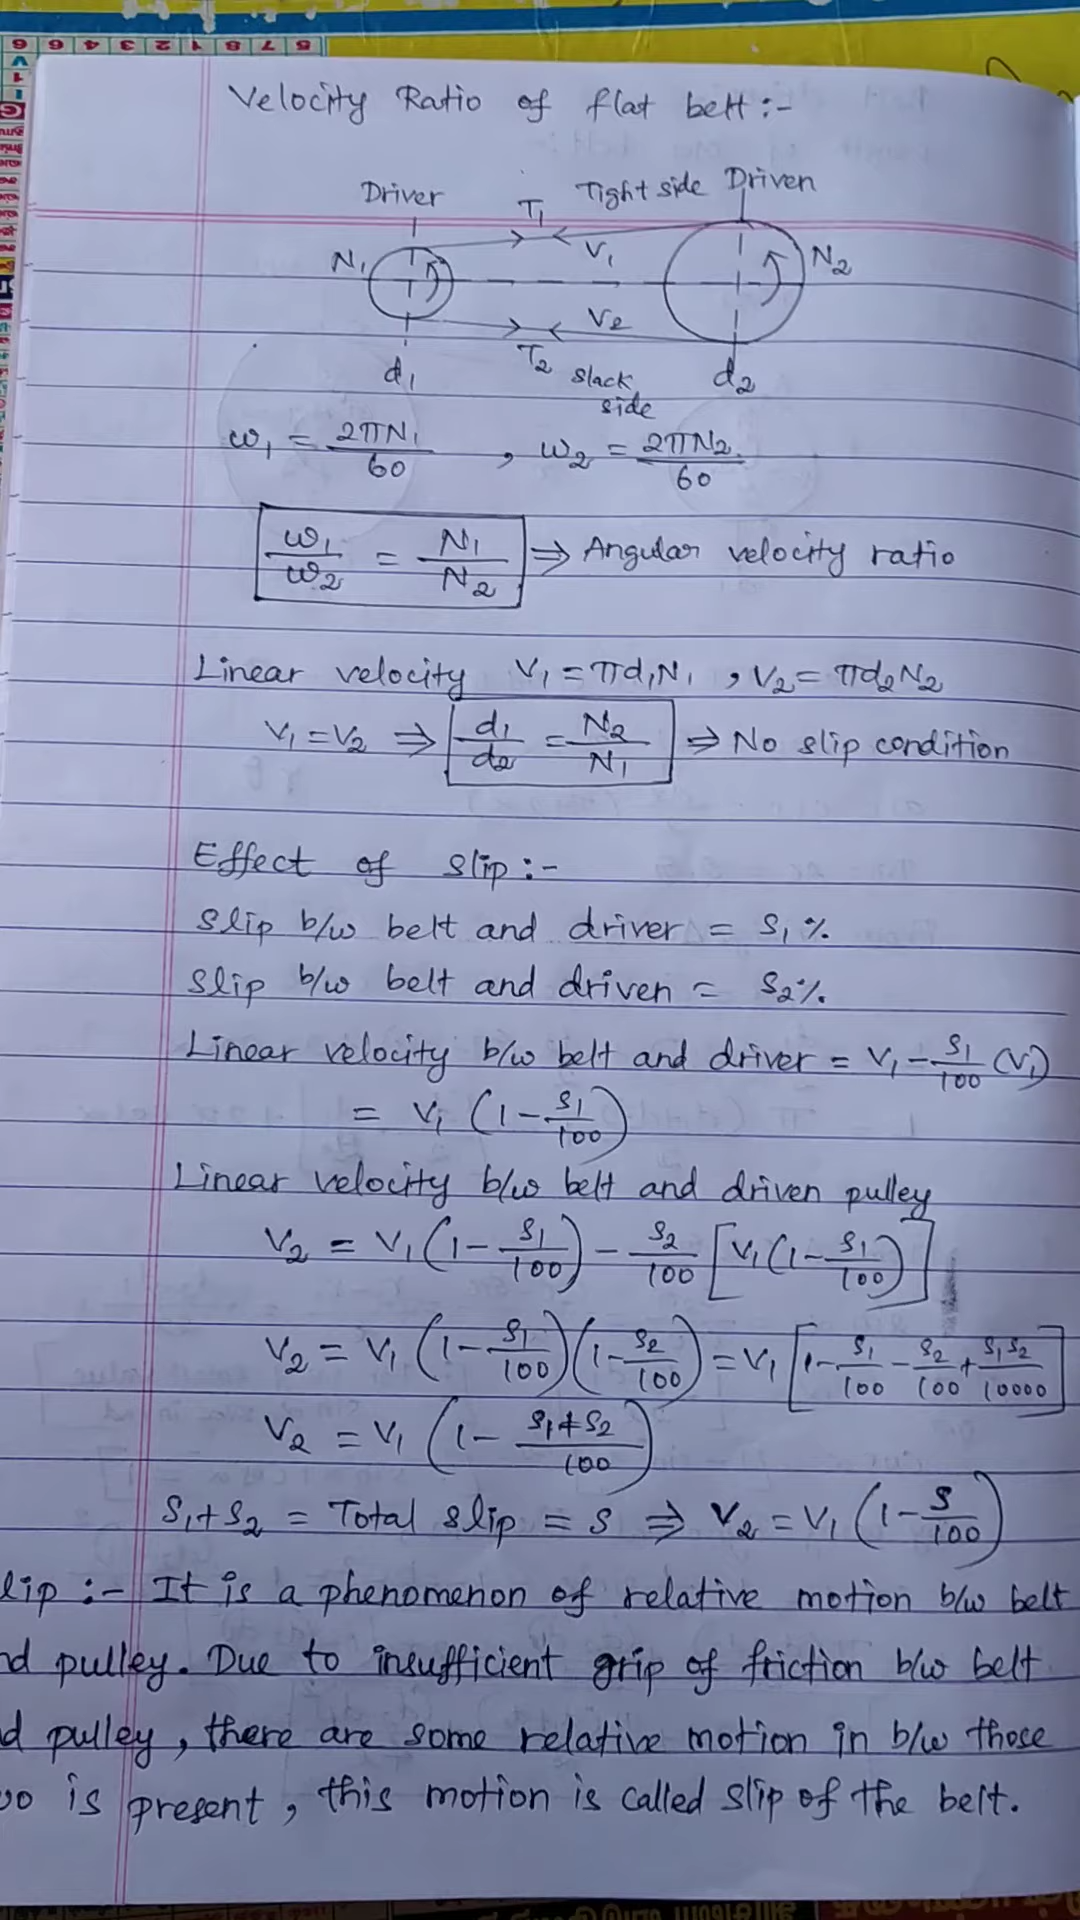 Velocity Ratio of flat belt :-
Driver T₁ Tight side Driven
N₁ V₁ N₂
V₂
d₁ T₂ slack side d₂
ω₁ = 2πN₁/60 , ω₂ = 2πN₂/60
ω₁/ω₂ = N₁/N₂ ⇒ Angular velocity ratio
Linear velocity V₁ = πd₁N₁ , V₂ = πd₂N₂
V₁ = V₂ ⇒ d₁/d₂ = N₂/N₁ ⇒ No slip condition
Effect of slip :-
slip b/w belt and driver = S₁%
slip b/w belt and driven = S₂%
Linear velocity b/w belt and driver = V₁ - S₁/100 (V₁)
= V₁ (1 - S₁/100)
Linear velocity b/w belt and driven pulley
V₂ = V₁ (1 - S₁/100) - S₂/100 [V₁ (1 - S₁/100)]
V₂ = V₁ (1 - S₁/100) (1 - S₂/100) = V₁ [1 - S₁/100 - S₂/100 + S₁S₂/10000]
V₂ = V₁ (1 - S₁+S₂/100)
S₁+S₂ = Total slip = S ⇒ V₂ = V₁ (1 - S/100)
lip :- It is a phenomenon of relative motion b/w belt
nd pulley. Due to insufficient grip of friction b/w belt
d pulley, there are some relative motion in b/w those
wo is present, this motion is called slip of the belt.